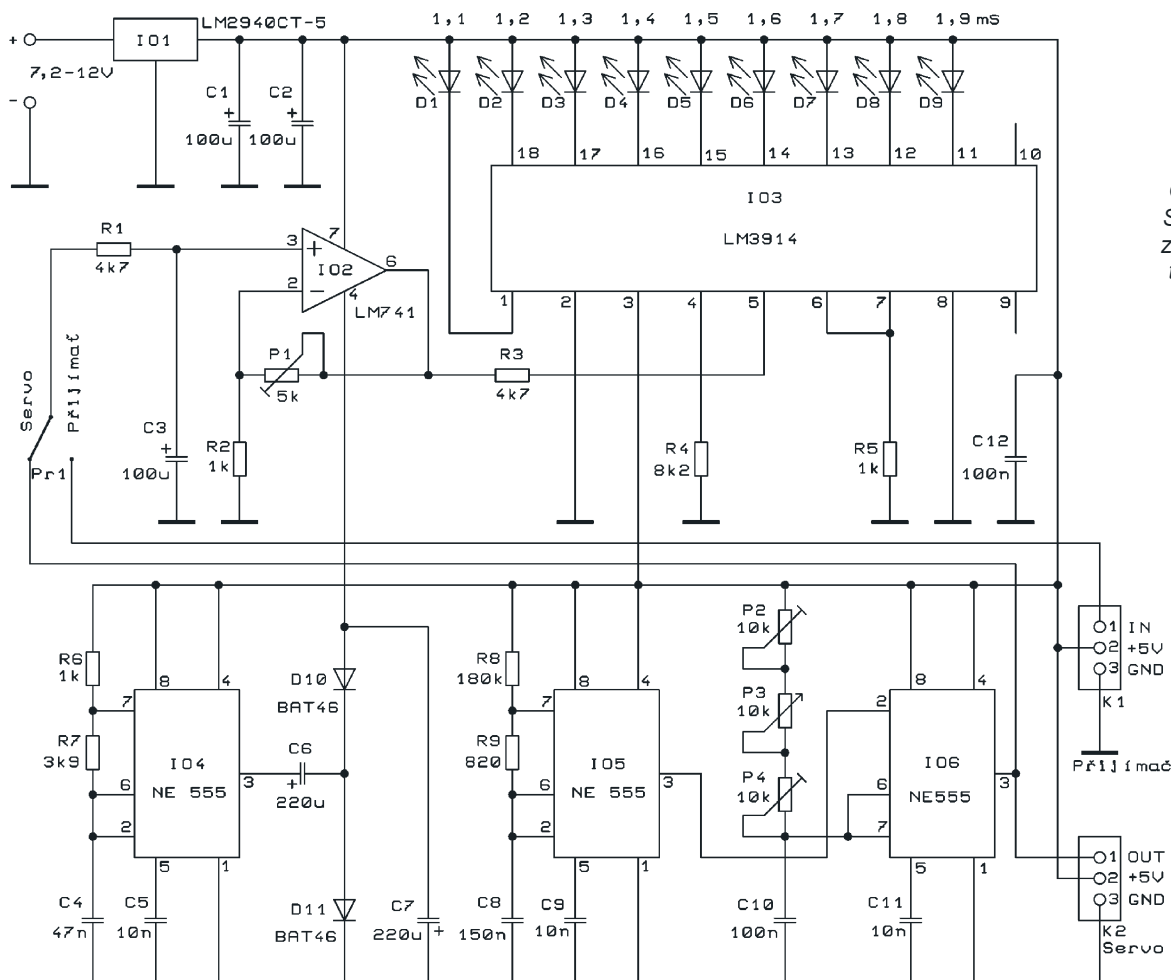 LM2940CT-5
1,1 1,2 1,3 1,4 1,5 1,6 1,7 1,8 1,9 mS
+
IO1
7,2-12V
-
C1 C2
+ +
100u 100u
D1 D2 D3 D4 D5 D6 D7 D8 D9
18 17 16 15 14 13 12 11 10
IO3
LM3914
1 2 3 4 5 6 7 8 9
R1
4k7
3 + 7
IO2 6
2 - 4
LM741
P1
5k
R3
4k7
Servo
Přijímať
Pr1
C3
+
100u
R2
1k
R4
8k2
R5
1k
C12
100n
P2
10k
1 IN
2 +5V
3 GND
K1
Přijímač
R6
1k
8 4
7
R7
3k9
IO4
NE 555
6
2
3
5 1
D10
BAT46
C6
+
220u
R8
180k
8 4
7
R9
820
IO5
NE 555
6
2
3
5 1
P3
10k
P4
10k
8 4
2
IO6
NE555
6
7
3
5 1
1 OUT
2 +5V
3 GND
K2
Servo
C4
47n
C5
10n
D11
BAT46
C7
220u +
C8
150n
C9
10n
C10
100n
C11
10n